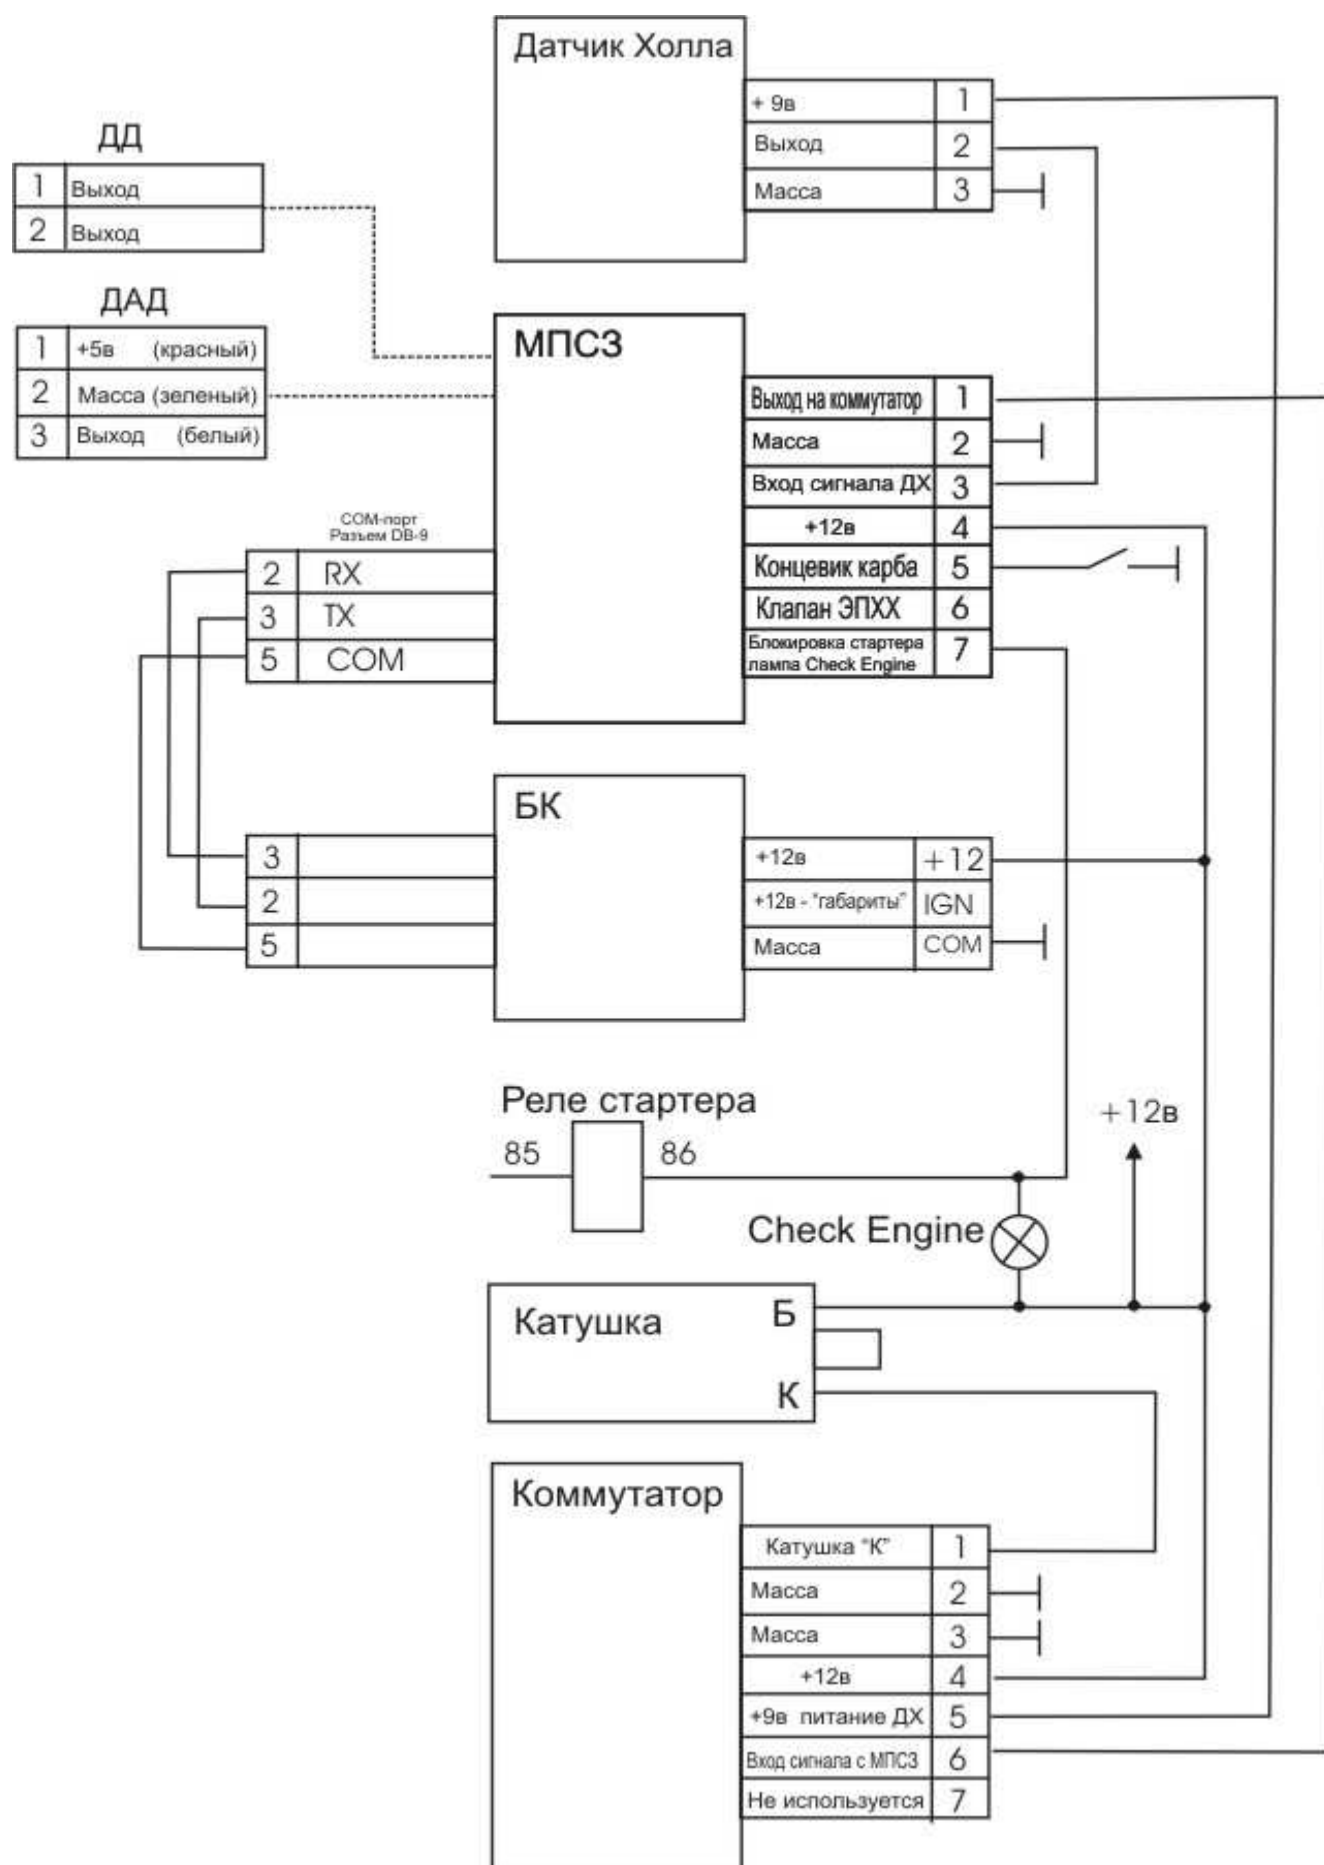 Датчик Холла
+ 9в 1
Выход 2
Масса 3
ДД
1 Выход
2 Выход
ДАД
1 +5в (красный)
2 Масса (зеленый)
3 Выход (белый)
МПСЗ
Выход на коммутатор 1
Масса 2
Вход сигнала ДХ 3
+12в 4
Концевик карба 5
Клапан ЭПХХ 6
Блокировка стартера
лампа Check Engine 7
COM-порт
Разъем DB-9
2 RX
3 TX
5 COM
БК
3
2
5
+12в +12
+12в - "габариты" IGN
Масса COM
Реле стартера
85 86
+12в
Check Engine
Катушка
Б
К
Коммутатор
Катушка "К" 1
Масса 2
Масса 3
+12в 4
+9в питание ДХ 5
Вход сигнала с МПСЗ 6
Не используется 7